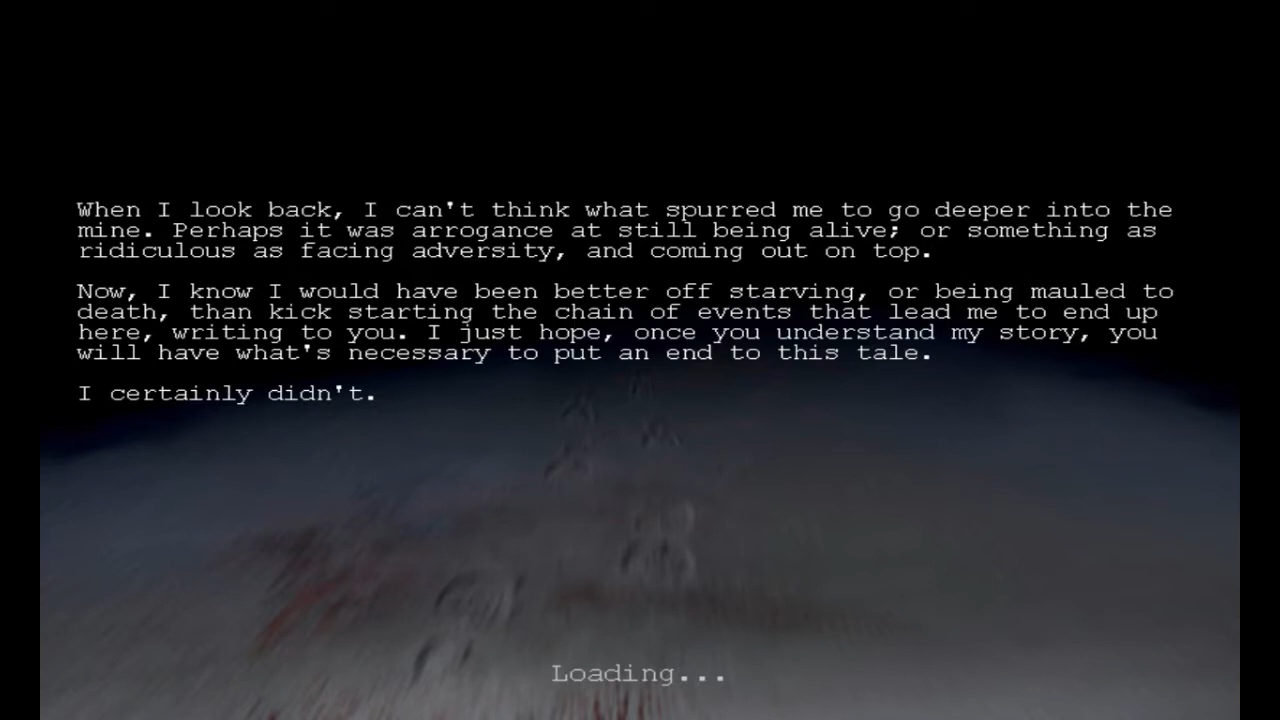 When I look back, I can't think what spurred me to go deeper into the
mine. Perhaps it was arrogance at still being alive; or something as
ridiculous as facing adversity, and coming out on top.
Now, I know I would have been better off starving, or being mauled to
death, than kick starting the chain of events that lead me to end up
here, writing to you. I just hope, once you understand my story, you
will have what's necessary to put an end to this tale.
I certainly didn't.
Loading...